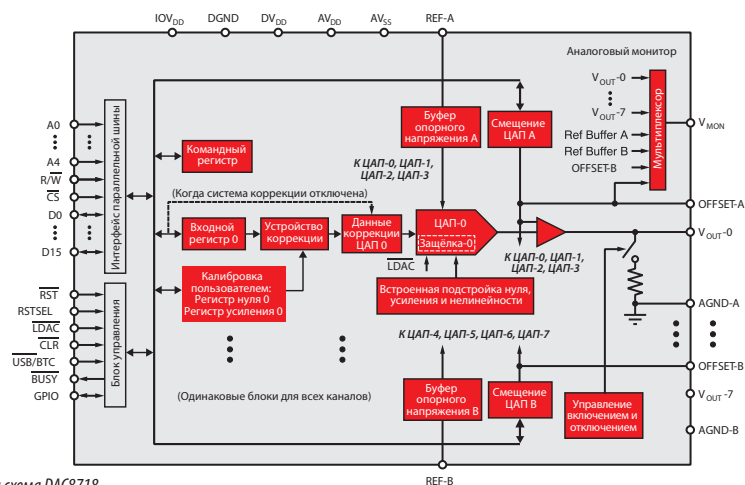 IOVDD DGND DVDD AVDD AVSS REF-A
Аналоговый монитор
VOUT-0
VOUT-7
Ref Buffer A
Ref Buffer B
OFFSET-B
Мультиплексор
VMON
Буфер
опорного
напряжения A
Смещение
ЦАП A
A0
A4
R/W
CS
D0
D15
Интерфейс параллельной шины
Командный
регистр
К ЦАП-0, ЦАП-1,
ЦАП-2, ЦАП-3
(Когда система коррекции отключена)
Входной
регистр 0
Устройство
коррекции
Данные
коррекции
ЦАП 0
ЦАП-0
Защёлка-0
LDAC
OFFSET-A
VOUT-0
К ЦАП-0, ЦАП-1,
ЦАП-2, ЦАП-3
Калибровка
пользователем:
Регистр нуля 0
Регистр усиления 0
Встроенная подстройка нуля,
усиления и нелинейности
AGND-A
RST
RSTSEL
LDAC
CLR
USB/BTC
BUSY
GPIO
Блок управления
К ЦАП-4, ЦАП-5, ЦАП-6, ЦАП-7
OFFSET-B
(Одинаковые блоки для всех каналов)
Буфер
опорного
напряжения B
Смещение
ЦАП B
Управление
включением и
отключением
VOUT-7
AGND-B
REF-B
схема DAC8718